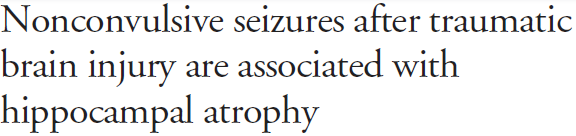 Nonconvulsive seizures after traumatic
brain injury are associated with
hippocampal atrophy